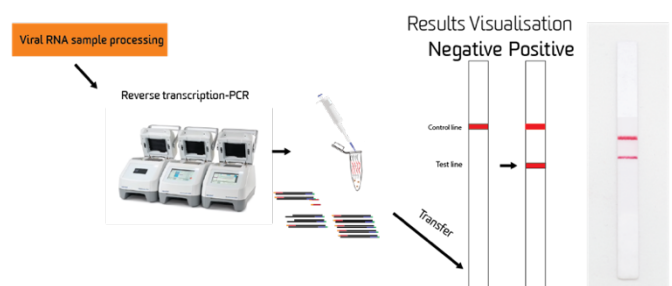 Viral RNA sample processing
Reverse transcription-PCR
Results Visualisation
Negative Positive
Control line
Test line
Transfer